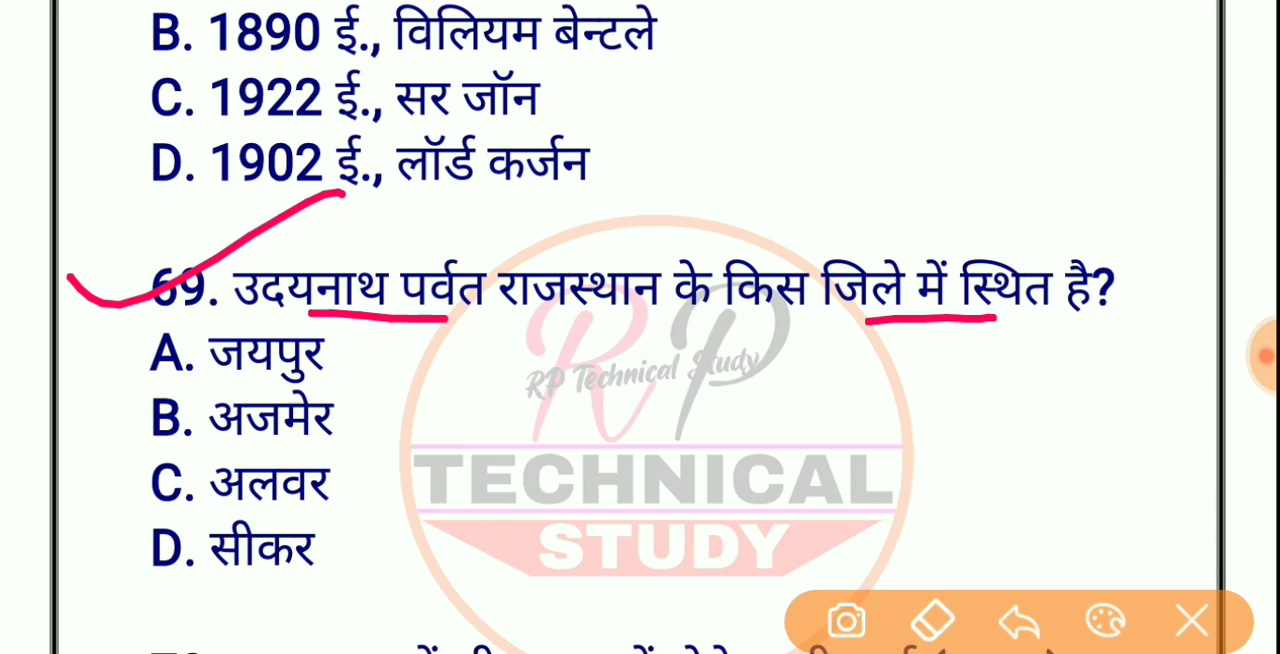 B. 1890 ई., विलियम बेन्टले
C. 1922 ई., सर जॉन
D. 1902 ई., लॉर्ड कर्जन
69. उदयनाथ पर्वत राजस्थान के किस जिले में स्थित है?
A. जयपुर
B. अजमेर
C. अलवर
D. सीकर
RP
RP Technical Study
TECHNICAL
STUDY